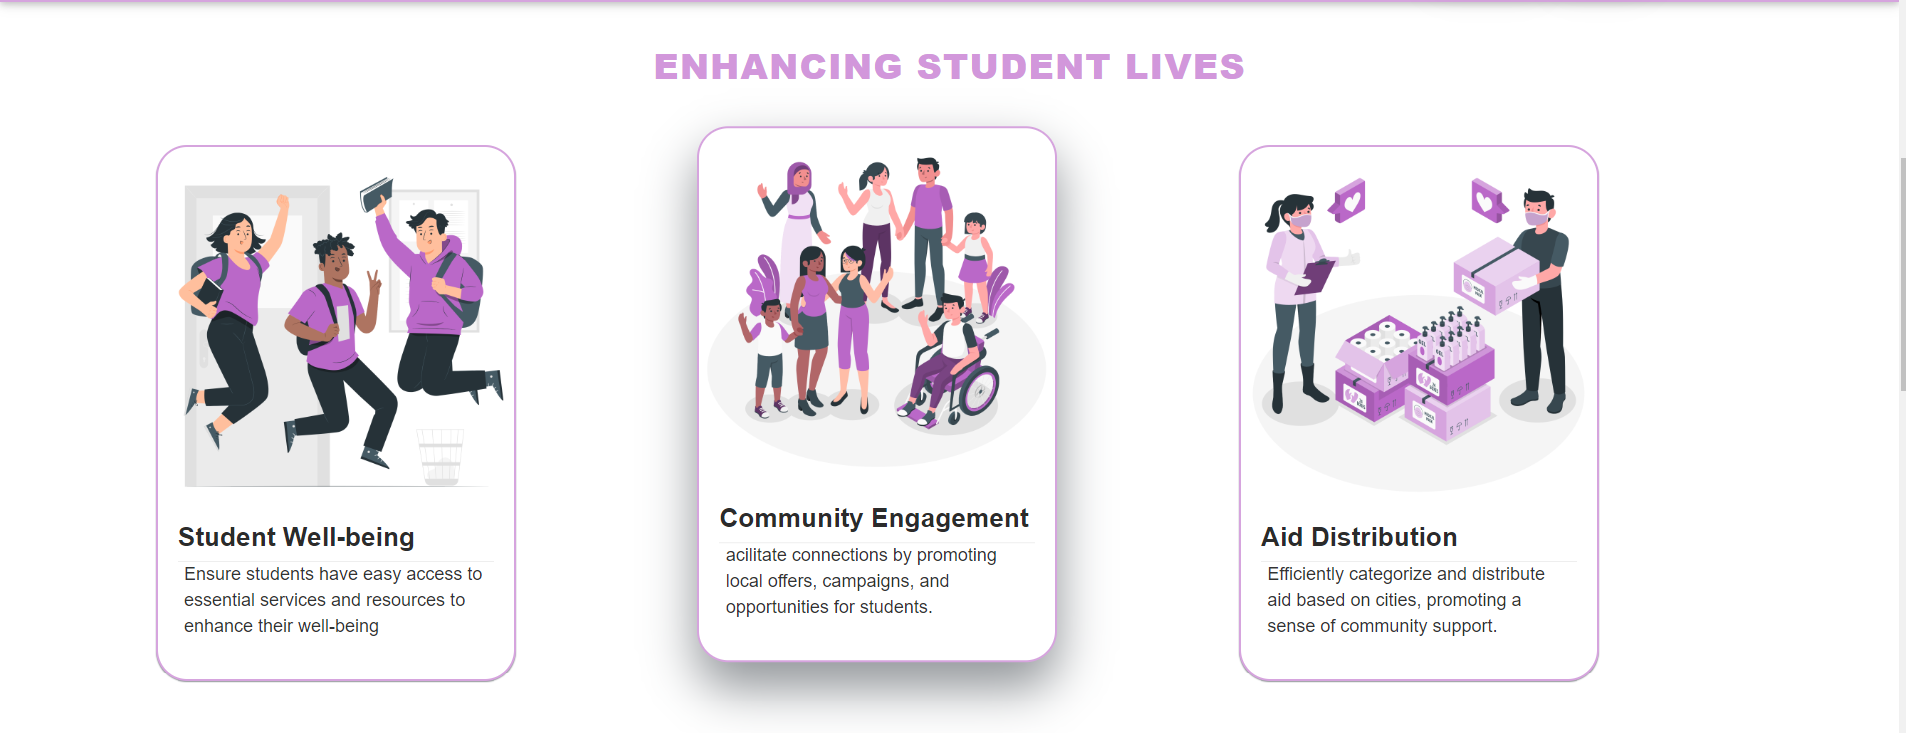 ENHANCING STUDENT LIVES
Student Well-being
Ensure students have easy access to
essential services and resources to
enhance their well-being
Community Engagement
acilitate connections by promoting
local offers, campaigns, and
opportunities for students.
Aid Distribution
Efficiently categorize and distribute
aid based on cities, promoting a
sense of community support.